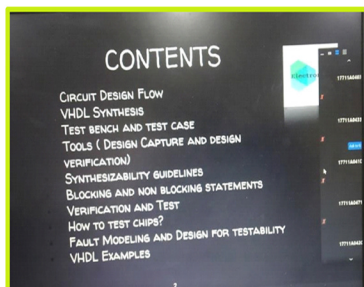 CONTENTS
CIRCUIT DESIGN FLOW
VHDL SYNTHESIS
TEST BENCH AND TEST CASE
TOOLS ( DESIGN CAPTURE AND DESIGN
VERIFICATION)
SYNTHESIZABILITY GUIDELINES
BLOCKING AND NON BLOCKING STATEMENTS
VERIFICATION AND TEST
HOW TO TEST CHIPS?
FAULT MODELING AND DESIGN FOR TESTABILITY
VHDL EXAMPLES